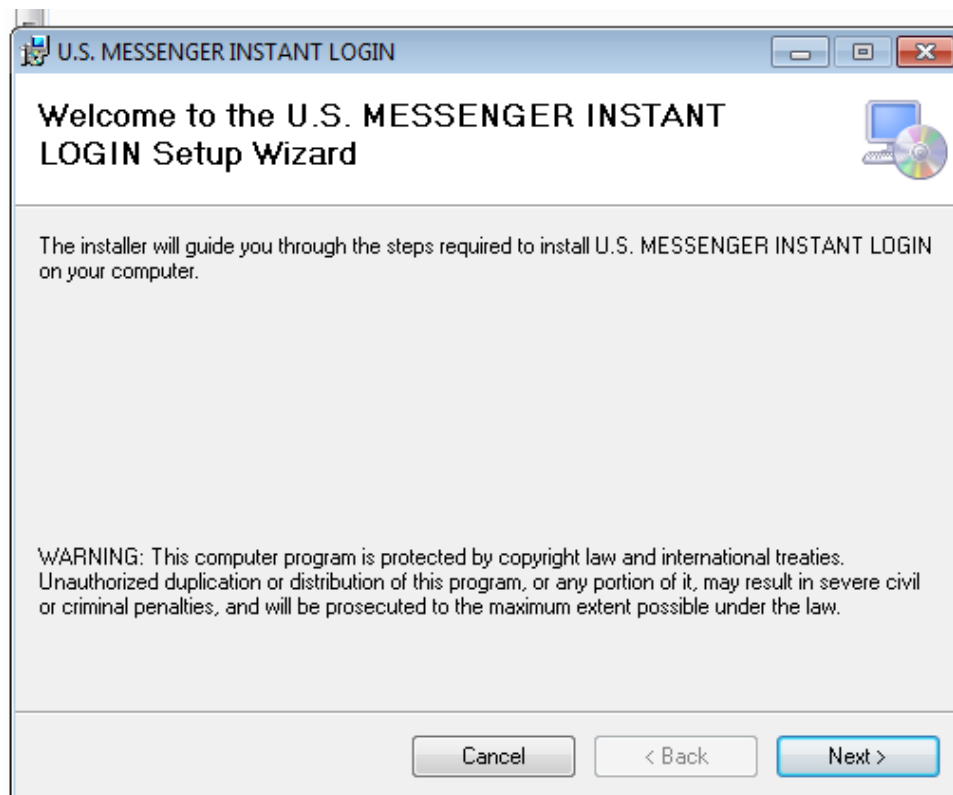 U.S. MESSENGER INSTANT LOGIN
Welcome to the U.S. MESSENGER INSTANT
LOGIN Setup Wizard
The installer will guide you through the steps required to install U.S. MESSENGER INSTANT LOGIN
on your computer.
WARNING: This computer program is protected by copyright law and international treaties.
Unauthorized duplication or distribution of this program, or any portion of it, may result in severe civil
or criminal penalties, and will be prosecuted to the maximum extent possible under the law.
Cancel < Back Next >